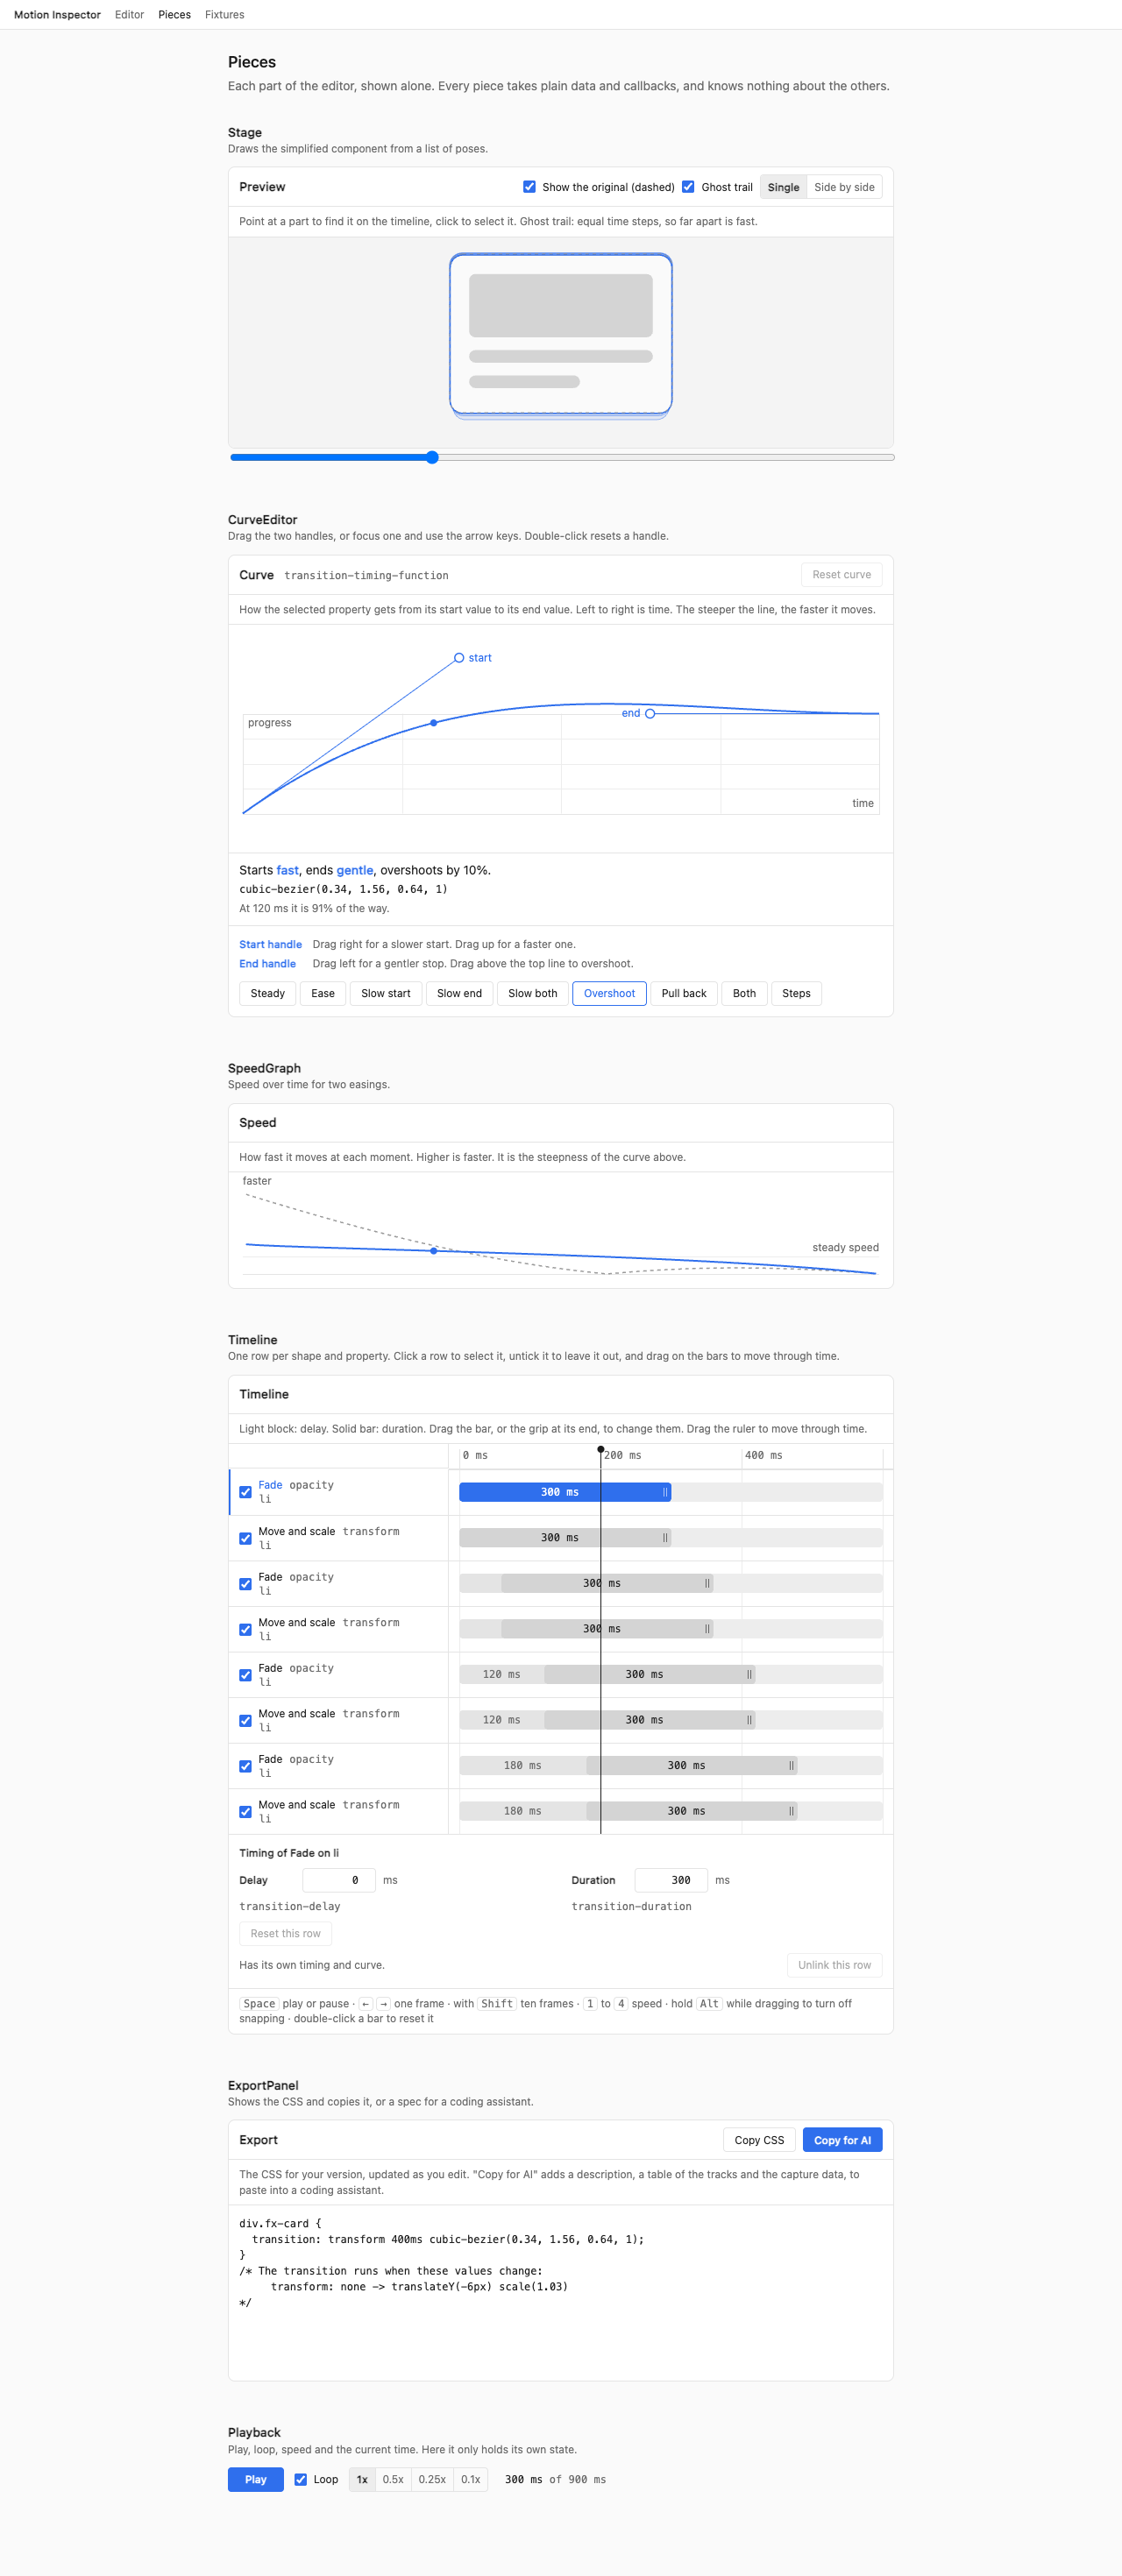 Motion Inspector Editor Pieces Fixtures
Pieces
Each part of the editor, shown alone. Every piece takes plain data and callbacks, and knows nothing about the others.
Stage
Draws the simplified component from a list of poses.
Preview Show the original (dashed) Ghost trail Single Side by side
Point at a part to find it on the timeline, click to select it. Ghost trail: equal time steps, so far apart is fast.
CurveEditor
Drag the two handles, or focus one and use the arrow keys. Double-click resets a handle.
Curve transition-timing-function Reset curve
How the selected property gets from its start value to its end value. Left to right is time. The steeper the line, the faster it moves.
start
end
progress
time
Starts fast, ends gentle, overshoots by 10%.
cubic-bezier(0.34, 1.56, 0.64, 1)
At 120 ms it is 91% of the way.
Start handle Drag right for a slower start. Drag up for a faster one.
End handle Drag left for a gentler stop. Drag above the top line to overshoot.
Steady Ease Slow start Slow end Slow both Overshoot Pull back Both Steps
SpeedGraph
Speed over time for two easings.
Speed
How fast it moves at each moment. Higher is faster. It is the steepness of the curve above.
faster
steady speed
Timeline
One row per shape and property. Click a row to select it, untick it to leave it out, and drag on the bars to move through time.
Timeline
Light block: delay. Solid bar: duration. Drag the bar, or the grip at its end, to change them. Drag the ruler to move through time.
0 ms 200 ms 400 ms
Fade opacity 300 ms
li
Move and scale transform 300 ms
li
Fade opacity 300 ms
li
Move and scale transform 300 ms
li
Fade opacity 120 ms 300 ms
li
Move and scale transform 120 ms 300 ms
li
Fade opacity 180 ms 300 ms
li
Move and scale transform 180 ms 300 ms
li
Timing of Fade on li
Delay 0 ms Duration 300 ms
transition-delay transition-duration
Reset this row
Has its own timing and curve. Unlink this row
Space play or pause · ← → one frame · with Shift ten frames · 1 to 4 speed · hold Alt while dragging to turn off
snapping · double-click a bar to reset it
ExportPanel
Shows the CSS and copies it, or a spec for a coding assistant.
Export Copy CSS Copy for AI
The CSS for your version, updated as you edit. "Copy for AI" adds a description, a table of the tracks and the capture data, to
paste into a coding assistant.
div.fx-card {
transition: transform 400ms cubic-bezier(0.34, 1.56, 0.64, 1);
}
/* The transition runs when these values change:
transform: none -> translateY(-6px) scale(1.03)
*/
Playback
Play, loop, speed and the current time. Here it only holds its own state.
Play Loop 1x 0.5x 0.25x 0.1x 300 ms of 900 ms